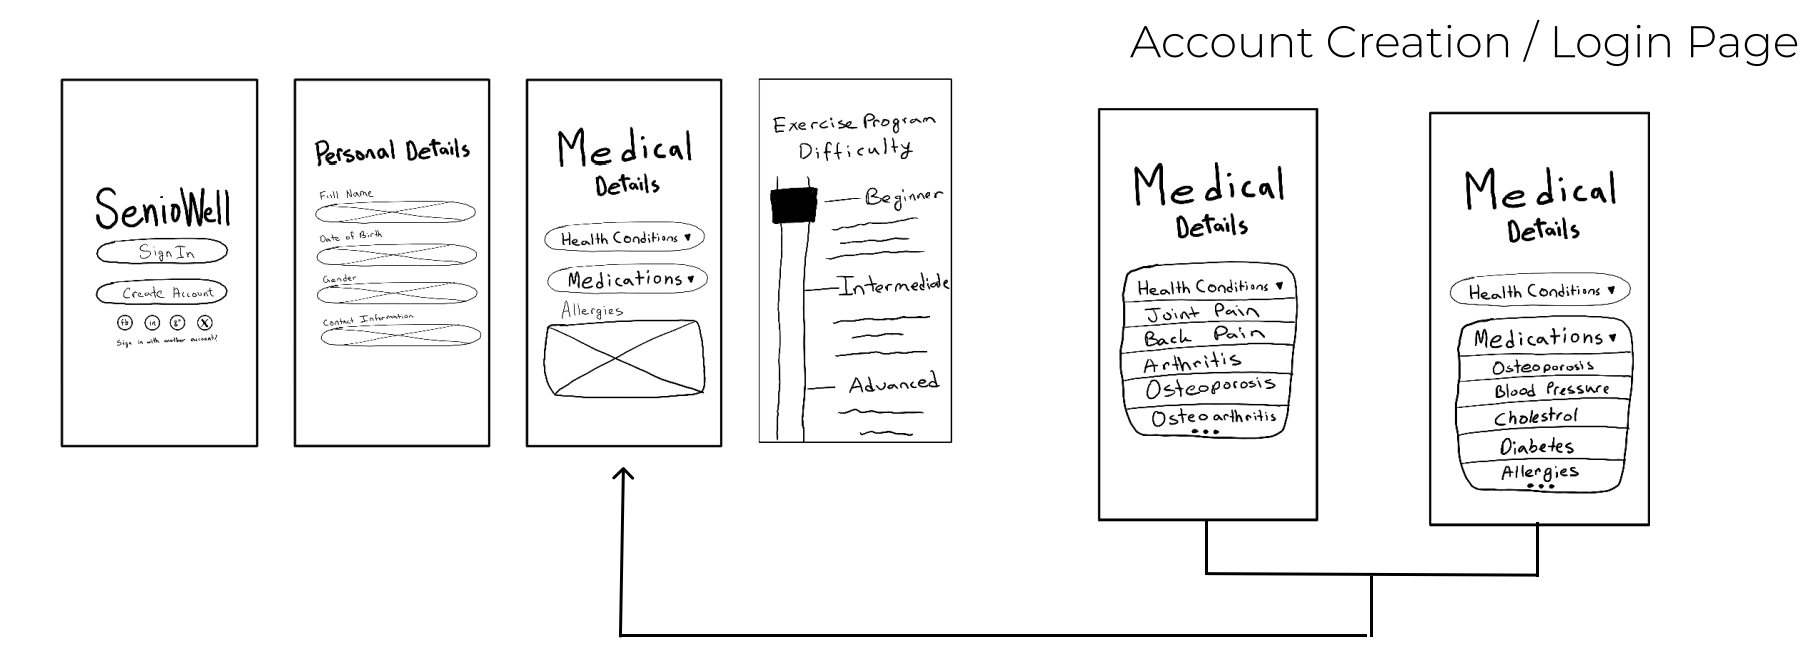 Account Creation / Login Page
SenioWell
Sign In
Create Account
fb
in
g+
X
Sign in with another account?
Personal Details
Full Name
Date of Birth
Gender
Contact Information
Medical
Details
Health Conditions ▼
Medications ▼
Allergies
Exercise Program
Difficulty
Beginner
Intermediate
Advanced
Medical
Details
Health Conditions ▼
Joint Pain
Back Pain
Arthritis
Osteoporosis
Osteoarthritis
...
Medical
Details
Health Conditions ▼
Medications ▼
Osteoporosis
Blood Pressure
Cholestrol
Diabetes
Allergies
...